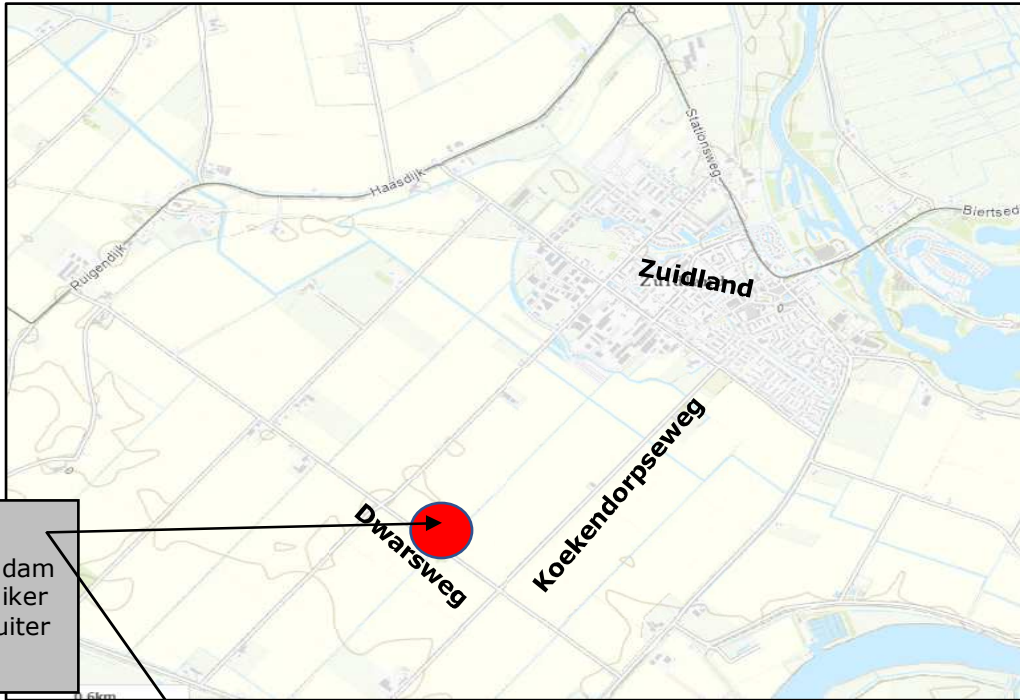 Stationsweg
Haasdijk
Biertsed
Ruigendijk
Zuidland
Koekendorpseweg
Dwarsweg
dam
iker
uiter
0.6km